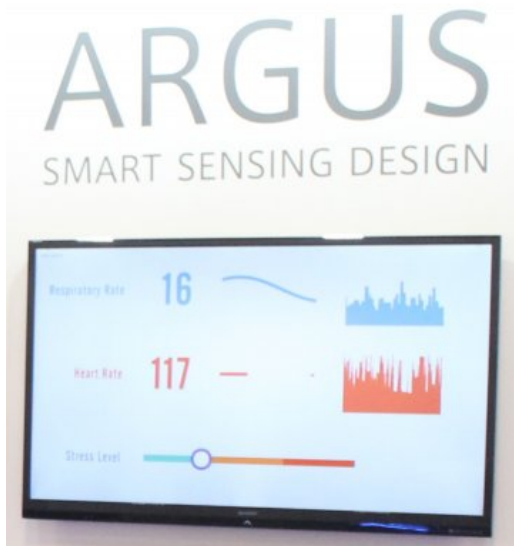 ARGUS
SMART SENSING DESIGN
Respiratory Rate 16
Heart Rate 117
Stress Level